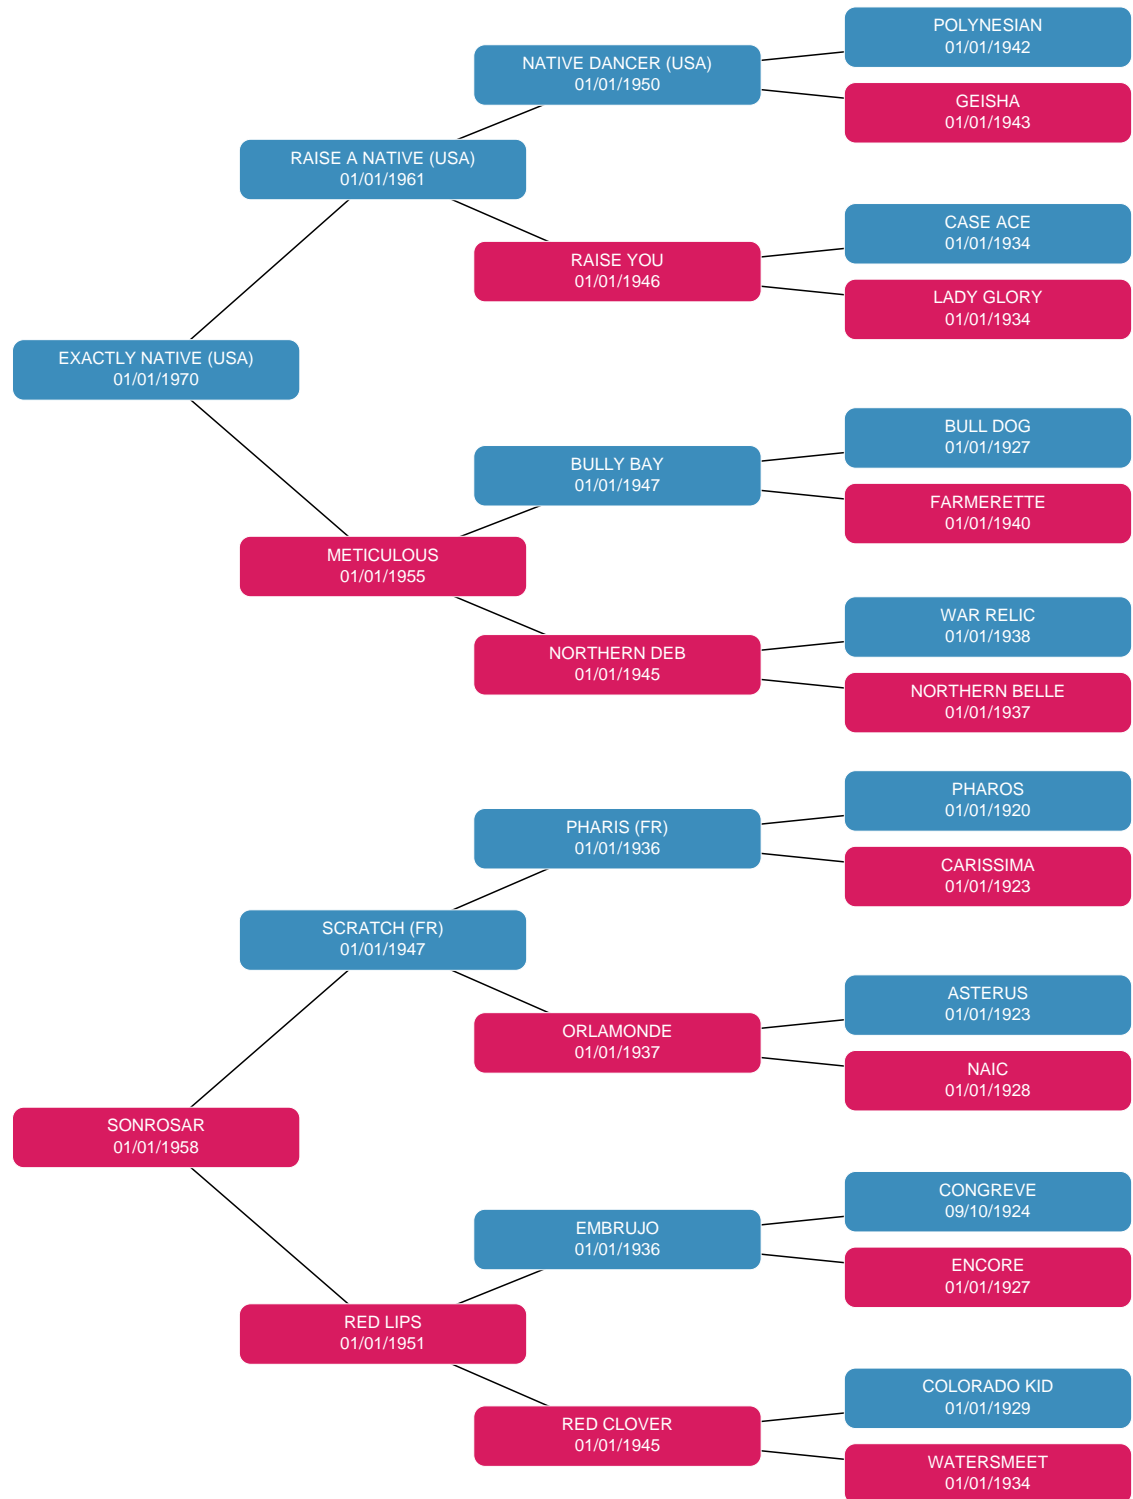 POLYNESIAN
01/01/1942
NATIVE DANCER (USA)
01/01/1950
GEISHA
01/01/1943
RAISE A NATIVE (USA)
01/01/1961
CASE ACE
01/01/1934
RAISE YOU
01/01/1946
LADY GLORY
01/01/1934
EXACTLY NATIVE (USA)
01/01/1970
BULL DOG
01/01/1927
BULLY BAY
01/01/1947
FARMERETTE
01/01/1940
METICULOUS
01/01/1955
WAR RELIC
01/01/1938
NORTHERN DEB
01/01/1945
NORTHERN BELLE
01/01/1937
PHAROS
01/01/1920
PHARIS (FR)
01/01/1936
CARISSIMA
01/01/1923
SCRATCH (FR)
01/01/1947
ASTERUS
01/01/1923
ORLAMONDE
01/01/1937
NAIC
01/01/1928
SONROSAR
01/01/1958
CONGREVE
09/10/1924
EMBRUJO
01/01/1936
ENCORE
01/01/1927
RED LIPS
01/01/1951
COLORADO KID
01/01/1929
RED CLOVER
01/01/1945
WATERSMEET
01/01/1934